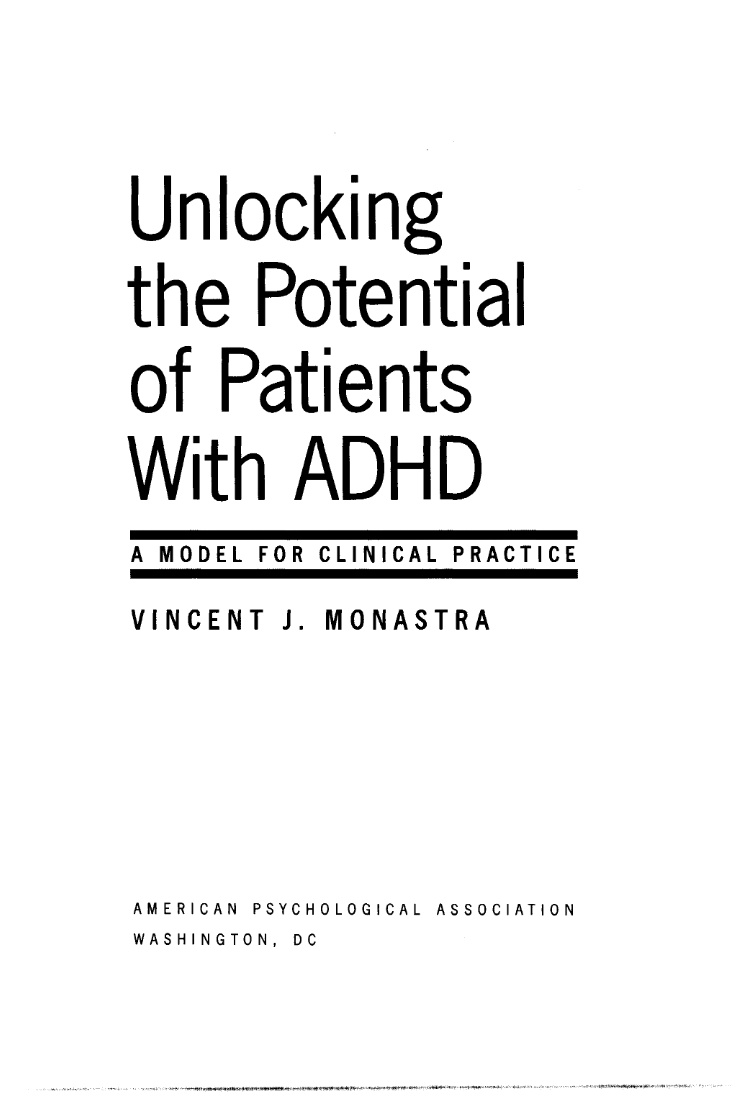 Unlocking
the Potential
of Patients
With ADHD
A MODEL FOR CLINICAL PRACTICE
VINCENT J. MONASTRA
AMERICAN PSYCHOLOGICAL ASSOCIATION
WASHINGTON, DC